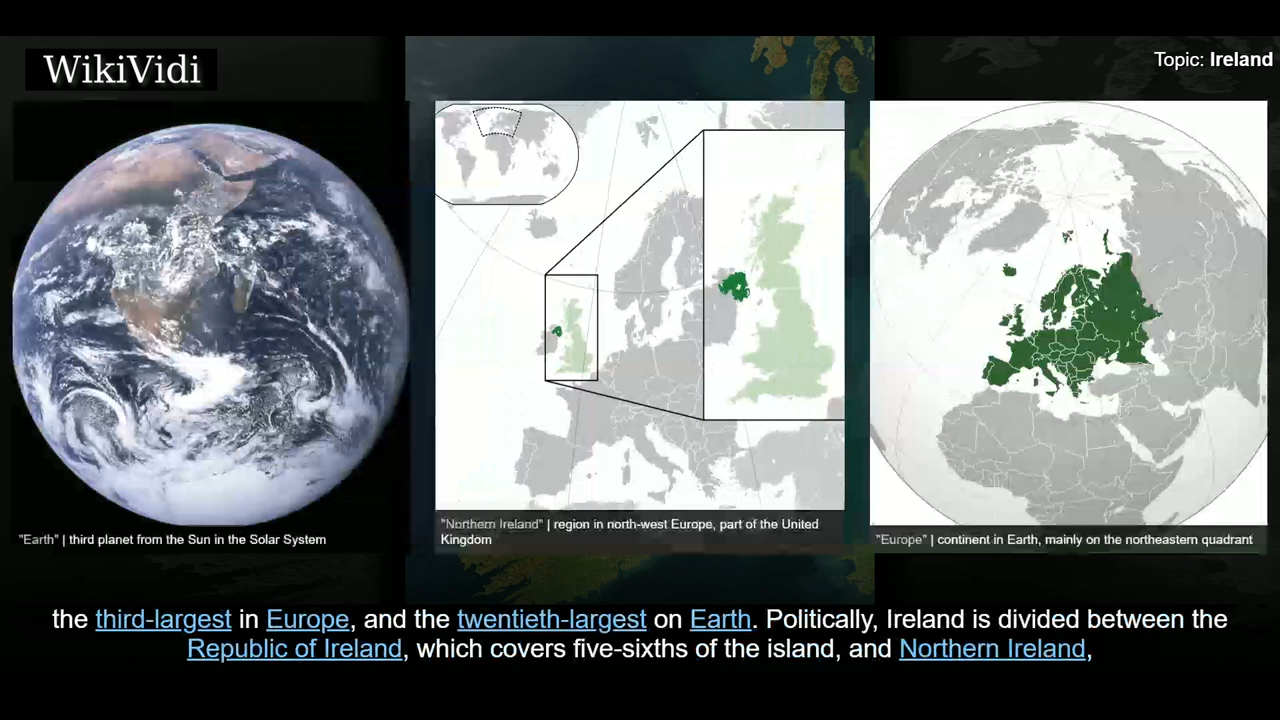 WikiVidi
Topic: Ireland
"Earth" | third planet from the Sun in the Solar System
"Northern Ireland" | region in north-west Europe, part of the United
Kingdom
"Europe" | continent in Earth, mainly on the northeastern quadrant
the third-largest in Europe, and the twentieth-largest on Earth. Politically, Ireland is divided between the
Republic of Ireland, which covers five-sixths of the island, and Northern Ireland,